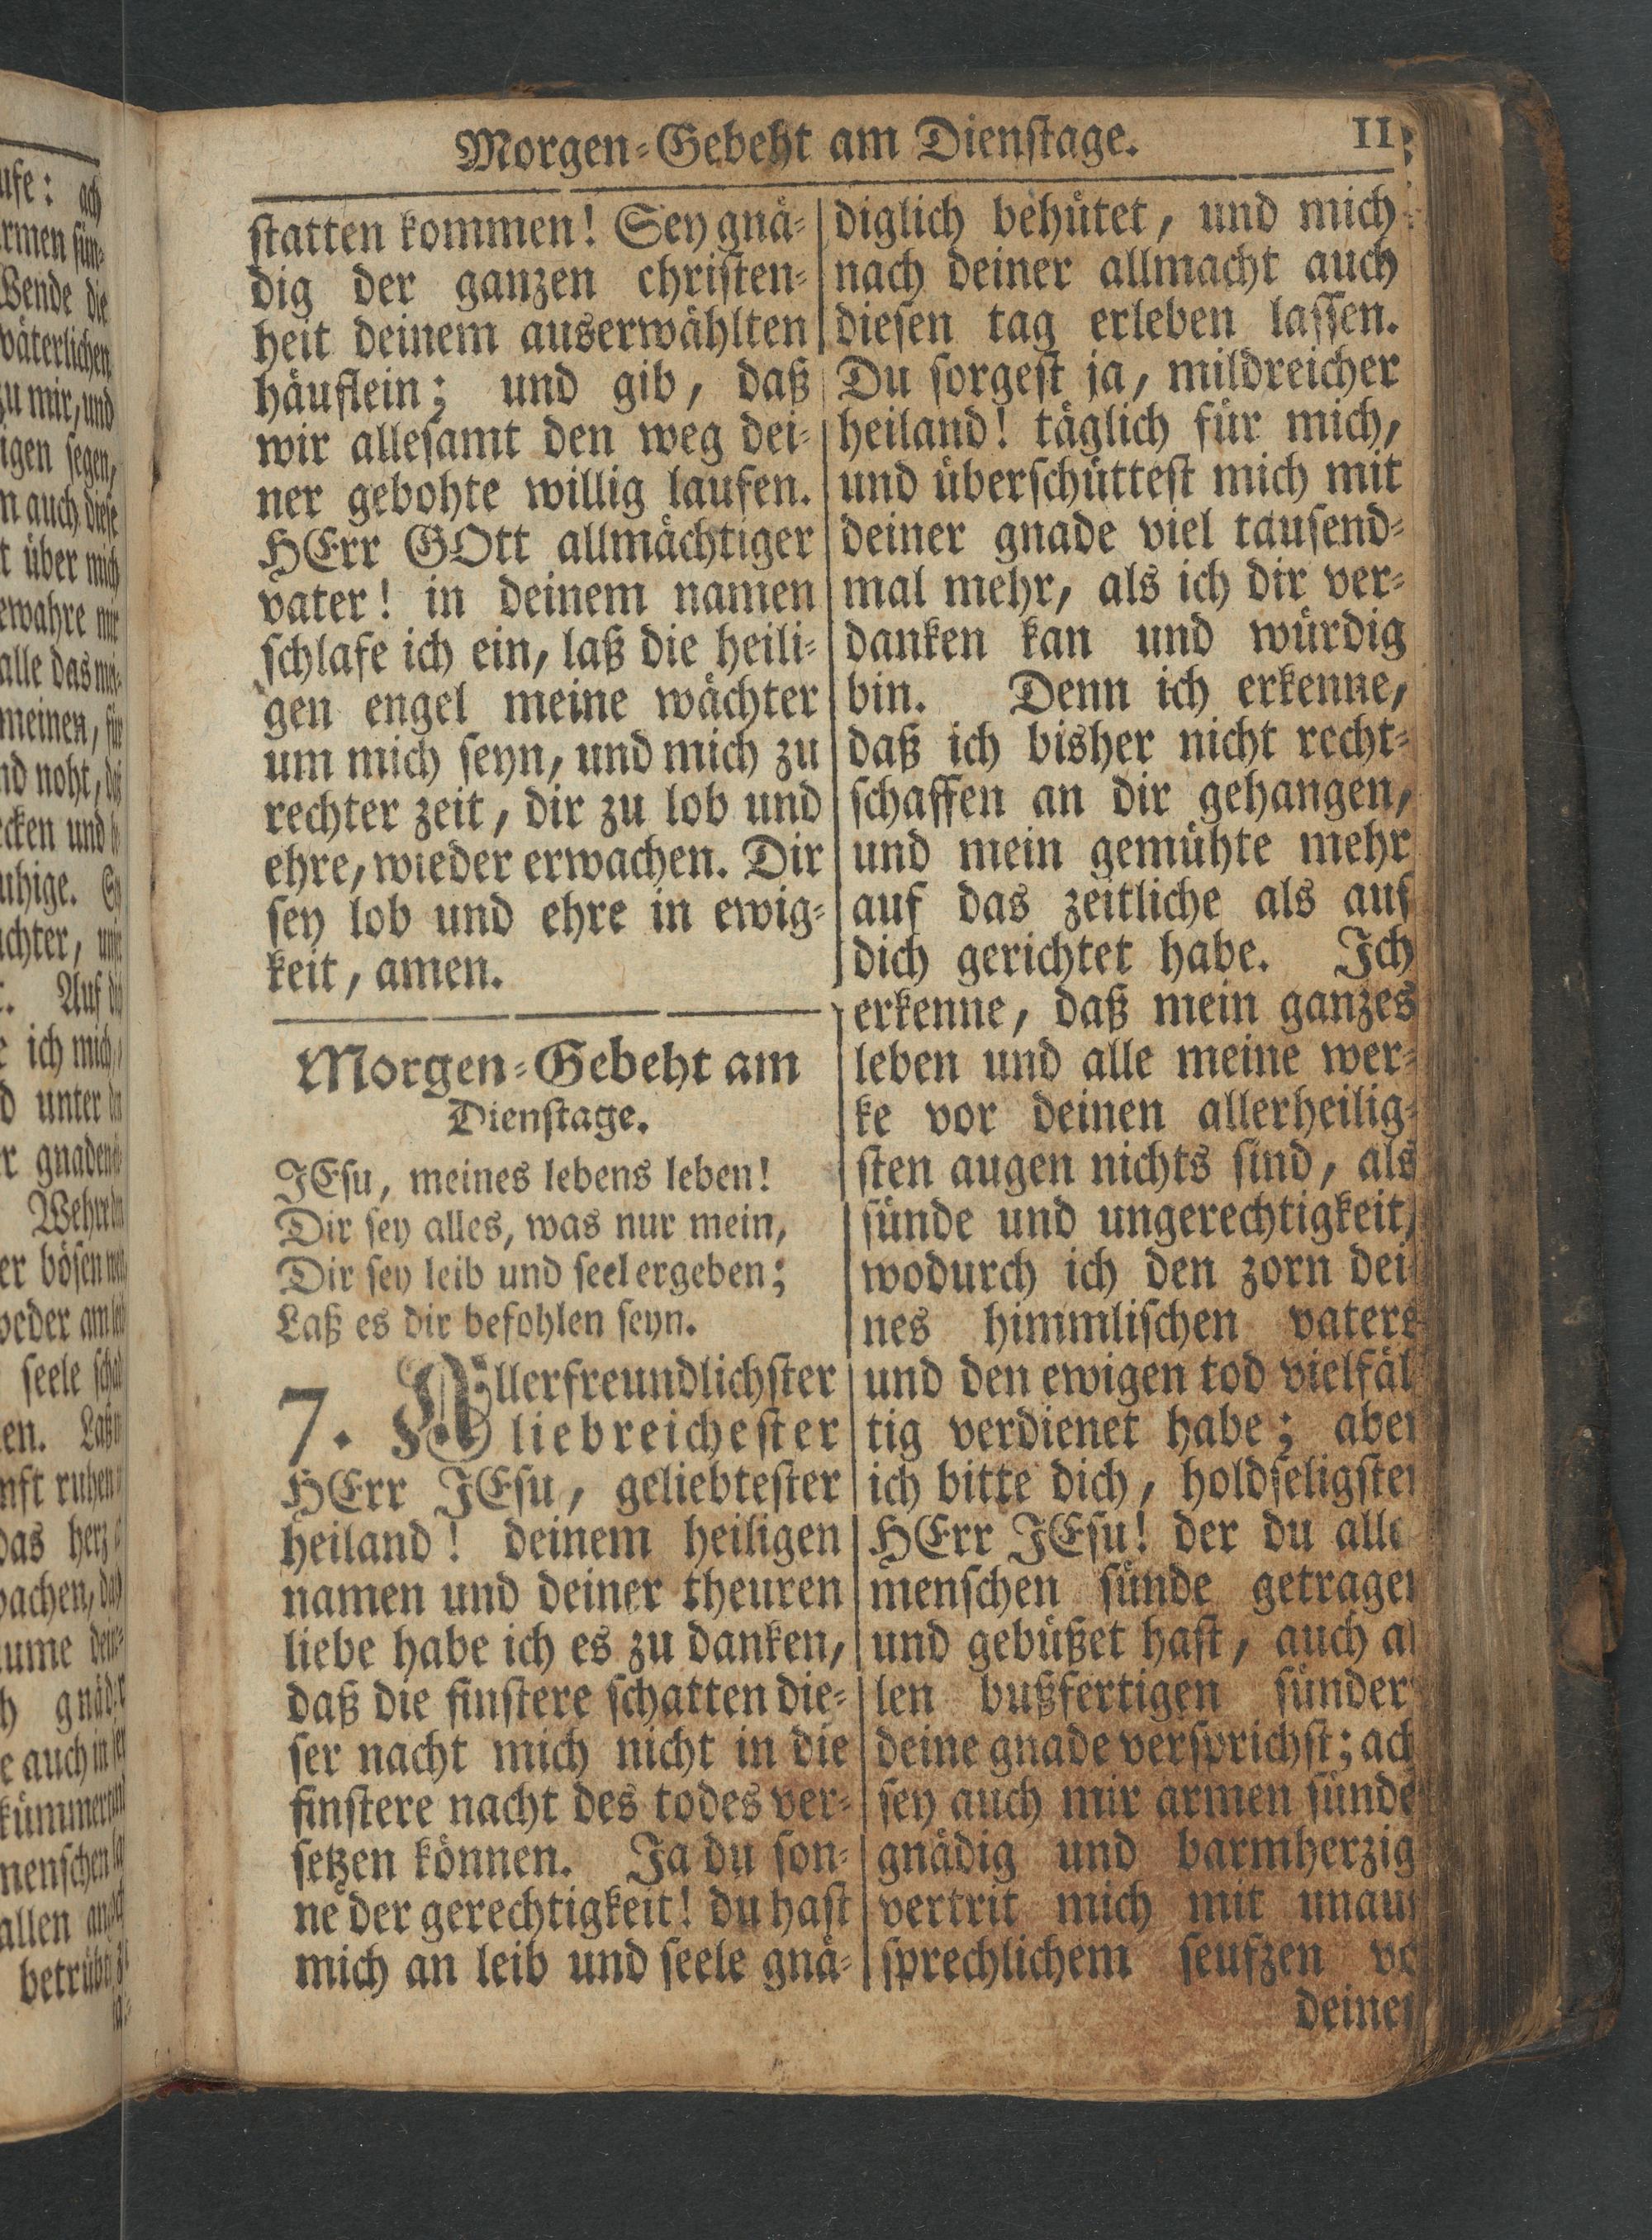 Morgen-Gebeht am Dienstage. 11
statten kommen! Sey gnä-
dig der ganzen christen-
heit deinem auserwählten
häuflein; und gib, daß
wir allesamt den weg dei-
ner gebohte willig laufen.
HErr GOtt allmächtiger
vater! in deinem namen
schlafe ich ein, laß die heili-
gen engel meine wächter
um mich seyn, und mich zu
rechter zeit, dir zu lob und
ehre, wieder erwachen. Dir
sey lob und ehre in ewig-
keit, amen.
Morgen-Gebeht am
Dienstage.
JEsu, meines lebens leben!
Dir sey alles, was nur mein,
Dir sey leib und seel ergeben;
Laß es dir befohlen seyn.
7. Allerfreundlichster
liebreichester
HErr JEsu, geliebtester
heiland! deinem heiligen
namen und deiner theuren
liebe habe ich es zu danken,
daß die finstere schatten die-
ser nacht mich nicht in die
finstere nacht des todes ver-
setzen können. Ja du son-
ne der gerechtigkeit! du hast
mich an leib und seele gnä-
diglich behütet, und mich
nach deiner allmacht auch
diesen tag erleben lassen.
Du sorgest ja, mildreicher
heiland! täglich für mich,
und überschüttest mich mit
deiner gnade viel tausend-
mal mehr, als ich dir ver-
danken kan und würdig
bin. Denn ich erkenne,
daß ich bisher nicht recht-
schaffen an dir gehangen,
und mein gemühte mehr
auf das zeitliche als auf
dich gerichtet habe. Ich
erkenne, daß mein ganzes
leben und alle meine wer-
ke vor deinen allerheilig-
sten augen nichts sind, als
sünde und ungerechtigkeit,
wodurch ich den zorn dei-
nes himmlischen vaters
und den ewigen tod vielfäl
tig verdienet habe; aber
ich bitte dich, holdseligster
HErr JEsu! der du alle
menschen sünde getragen
und gebüßet hast, auch al
len bußfertigen sünder
deine gnade versprichst; ach
sey auch mir armen sünde
gnädig und barmherzig
vertrit mich mit unaus
sprechlichem seufzen vo
deiner